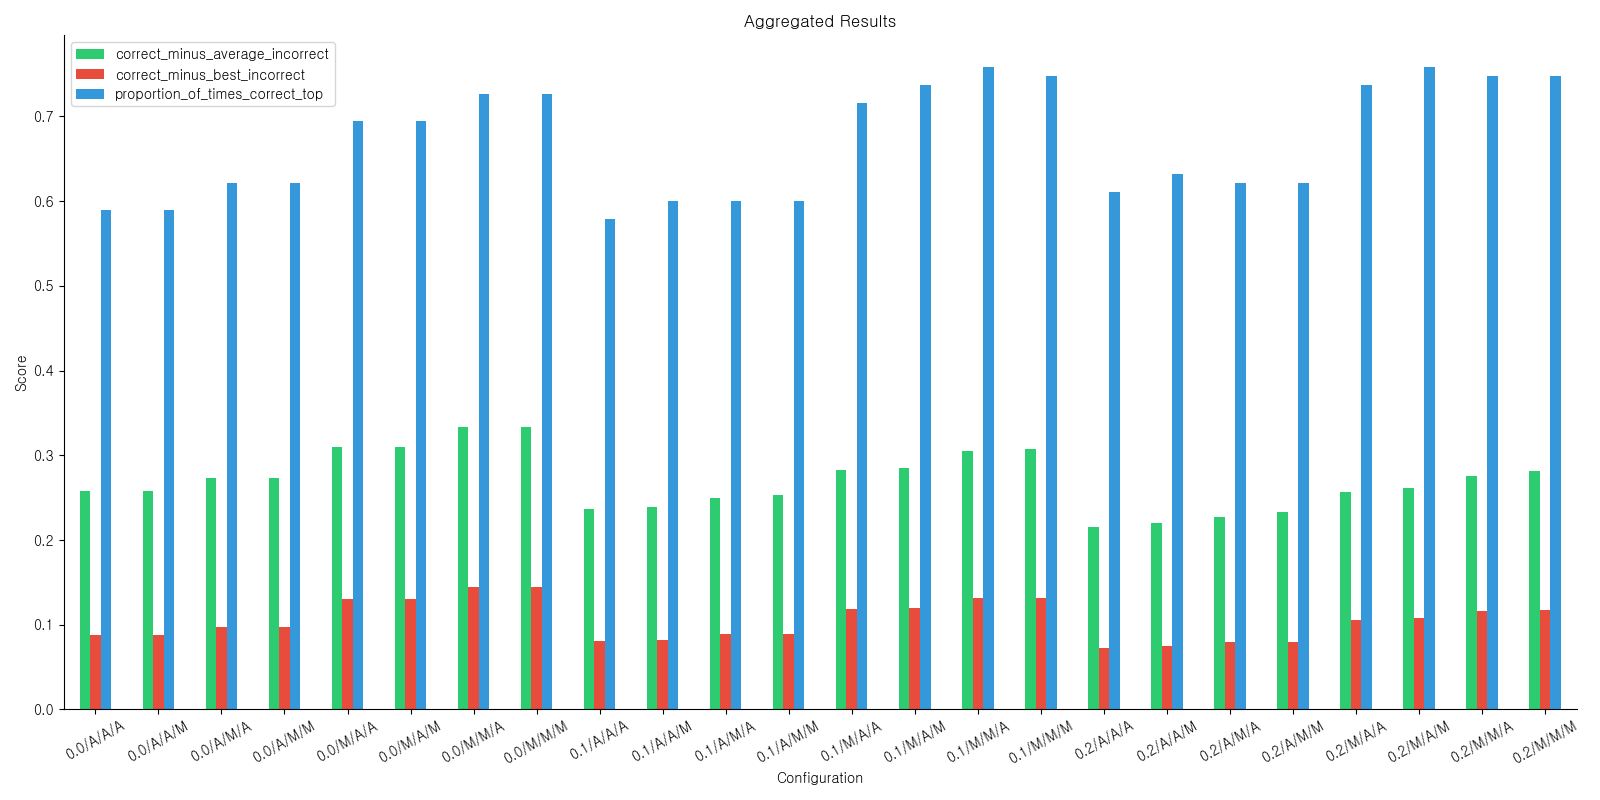 Aggregated Results
correct_minus_average_incorrect
correct_minus_best_incorrect
proportion_of_times_correct_top
Score
0.7
0.6
0.5
0.4
0.3
0.2
0.1
0.0
0.0/A/A/A
0.0/A/A/M
0.0/A/M/A
0.0/A/M/M
0.0/M/A/A
0.0/M/A/M
0.0/M/M/A
0.0/M/M/M
0.1/A/A/A
0.1/A/A/M
0.1/A/M/A
0.1/A/M/M
0.1/M/A/A
0.1/M/A/M
0.1/M/M/A
0.1/M/M/M
0.2/A/A/A
0.2/A/A/M
0.2/A/M/A
0.2/A/M/M
0.2/M/A/A
0.2/M/A/M
0.2/M/M/A
0.2/M/M/M
Configuration